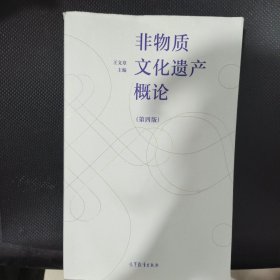 非物质
文化遗产
概论
王文章
主编
（第四版）
高等教育出版社